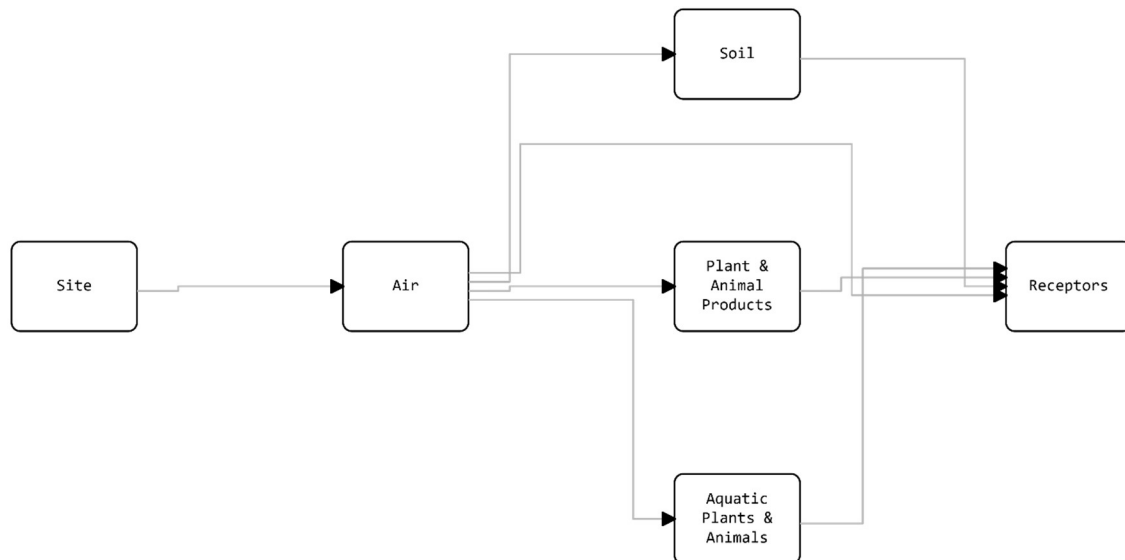 Soil
Site
Air
Plant &
Animal
Products
Receptors
Aquatic
Plants &
Animals